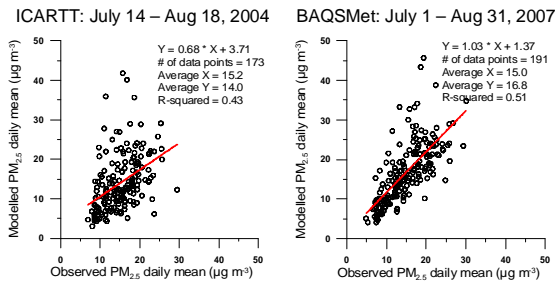 ICARTT: July 14 – Aug 18, 2004
Y = 0.68 * X + 3.71
# of data points = 173
Average X = 15.2
Average Y = 14.0
R-squared = 0.43
Modelled PM2.5 daily mean (µg m-3)
50
40
30
20
10
0
0 10 20 30 40 50
Observed PM2.5 daily mean (µg m-3)
BAQSMet: July 1 – Aug 31, 2007
Y = 1.03 * X + 1.37
# of data points = 191
Average X = 15.0
Average Y = 16.8
R-squared = 0.51
Modelled PM2.5 daily mean (µg m-3)
50
40
30
20
10
0
0 10 20 30 40 50
Observed PM2.5 daily mean (µg m-3)